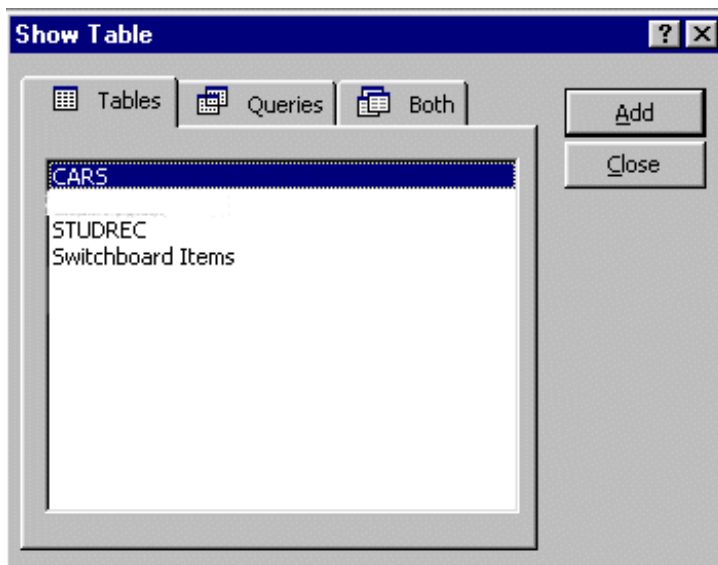 Show Table
Tables Queries Both
Add
Close
CARS
STUDREC
Switchboard Items